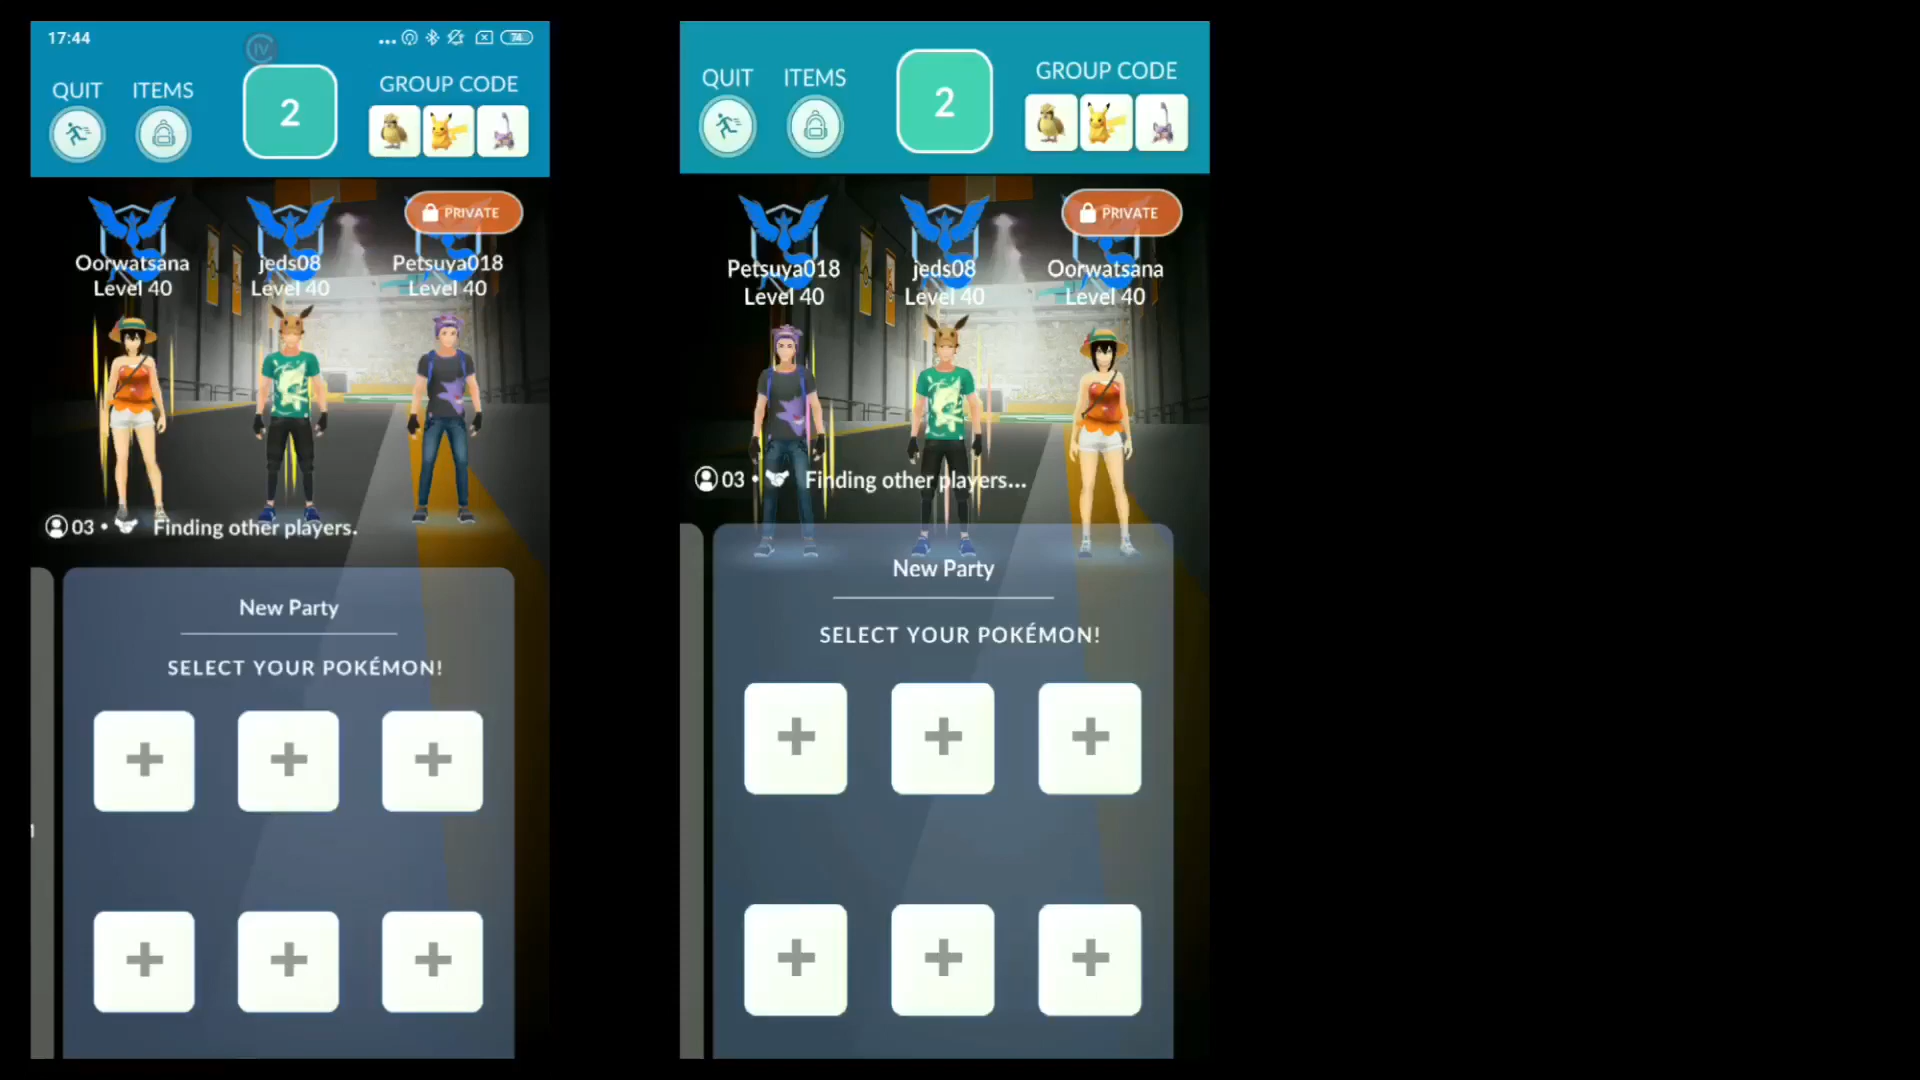 17:44
74
IV
QUIT
ITEMS
2
GROUP CODE
PRIVATE
Oorwatsana
Level 40
jeds08
Level 40
Petsuya018
Level 40
03 • Finding other players.
New Party
SELECT YOUR POKÉMON!
QUIT
ITEMS
2
GROUP CODE
PRIVATE
Petsuya018
Level 40
jeds08
Level 40
Oorwatsana
Level 40
03 • Finding other players...
New Party
SELECT YOUR POKÉMON!